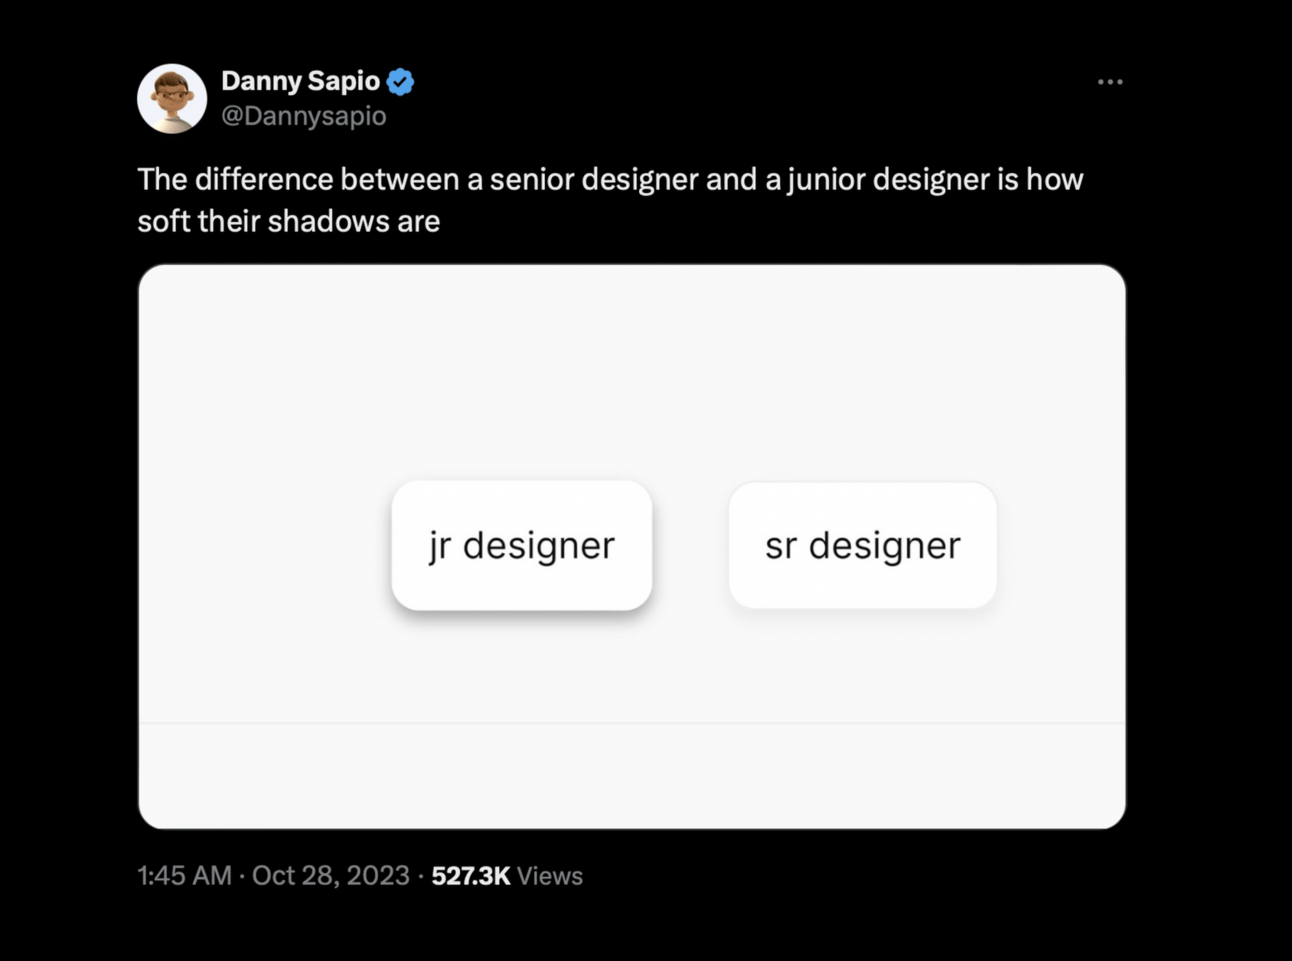 Danny Sapio
@Dannysapio
The difference between a senior designer and a junior designer is how
soft their shadows are
jr designer
sr designer
1:45 AM · Oct 28, 2023 · 527.3K Views